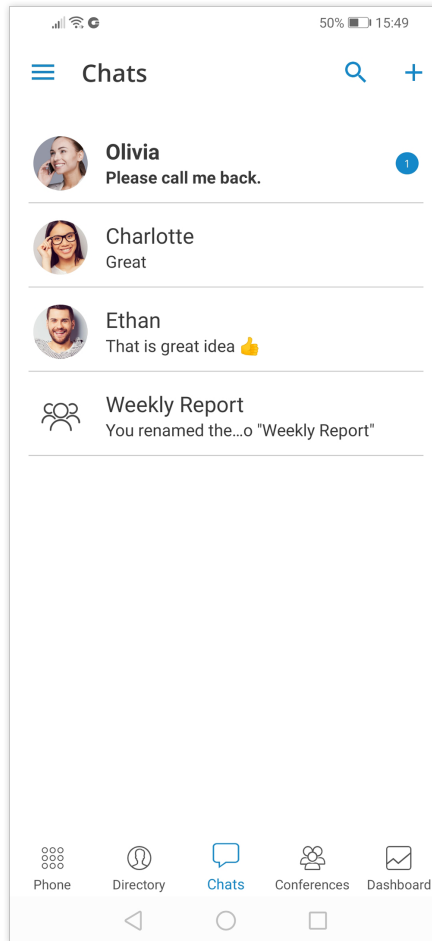 50% 15:49
Chats
Olivia
Please call me back.
1
Charlotte
Great
Ethan
That is great idea 👍
Weekly Report
You renamed the...o "Weekly Report"
Phone Directory Chats Conferences Dashboard